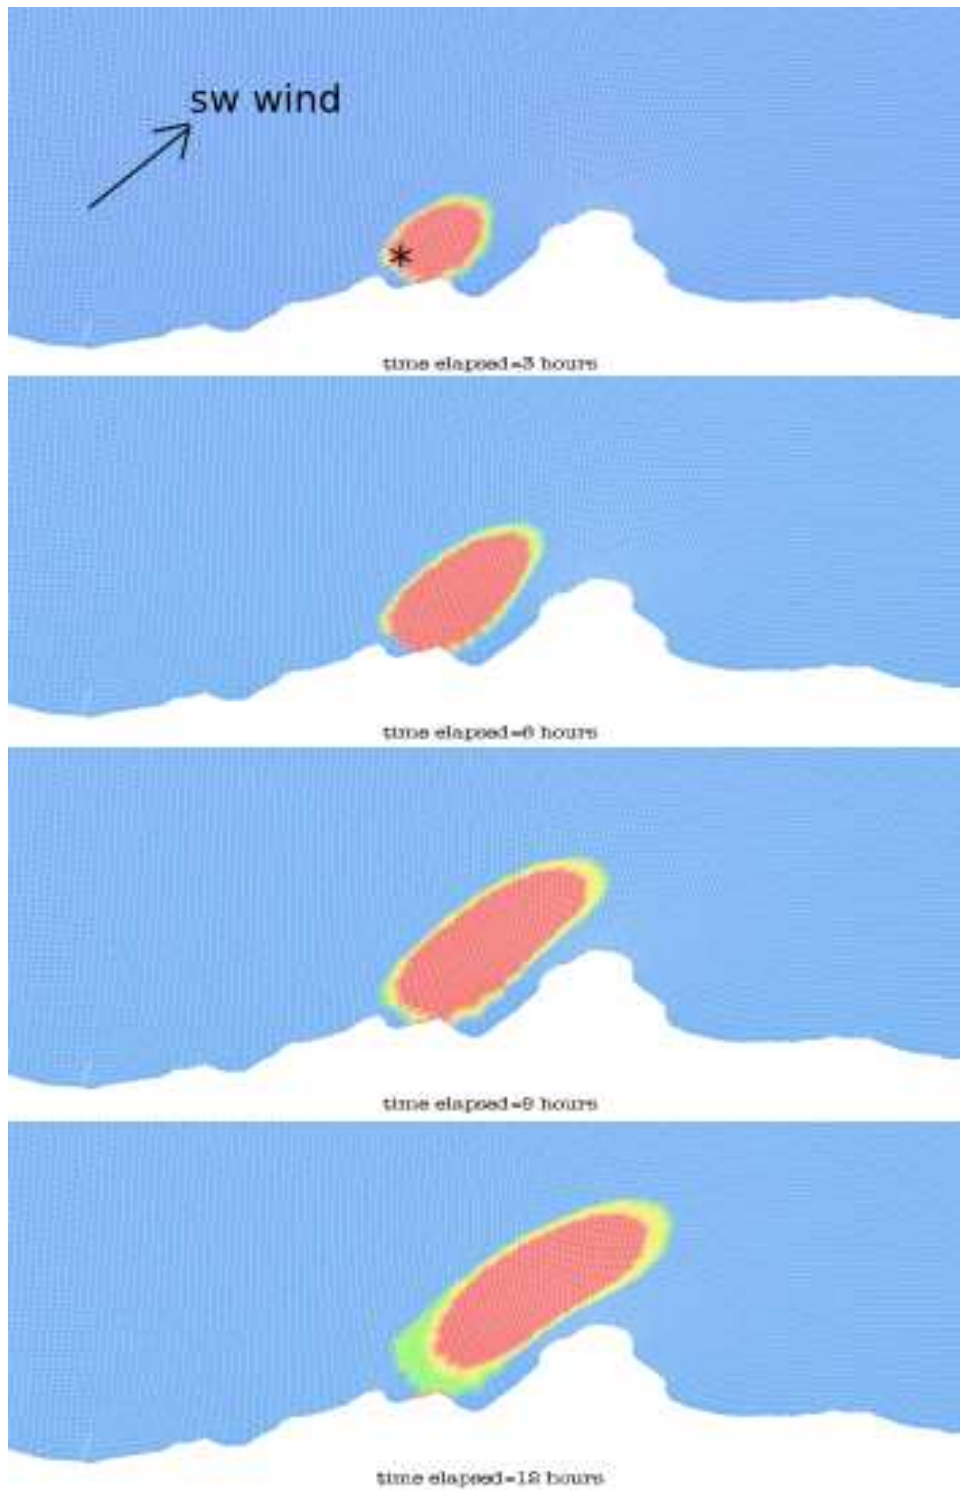 sw wind
*
time elapsed=3 hours
time elapsed=6 hours
time elapsed=9 hours
time elapsed=12 hours